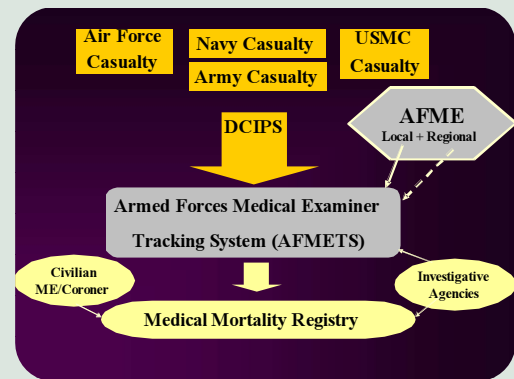 Air Force
Casualty
Navy Casualty
Army Casualty
USMC
Casualty
DCIPS
AFME
Local + Regional
Armed Forces Medical Examiner
Tracking System (AFMETS)
Civilian
ME/Coroner
Investigative
Agencies
Medical Mortality Registry